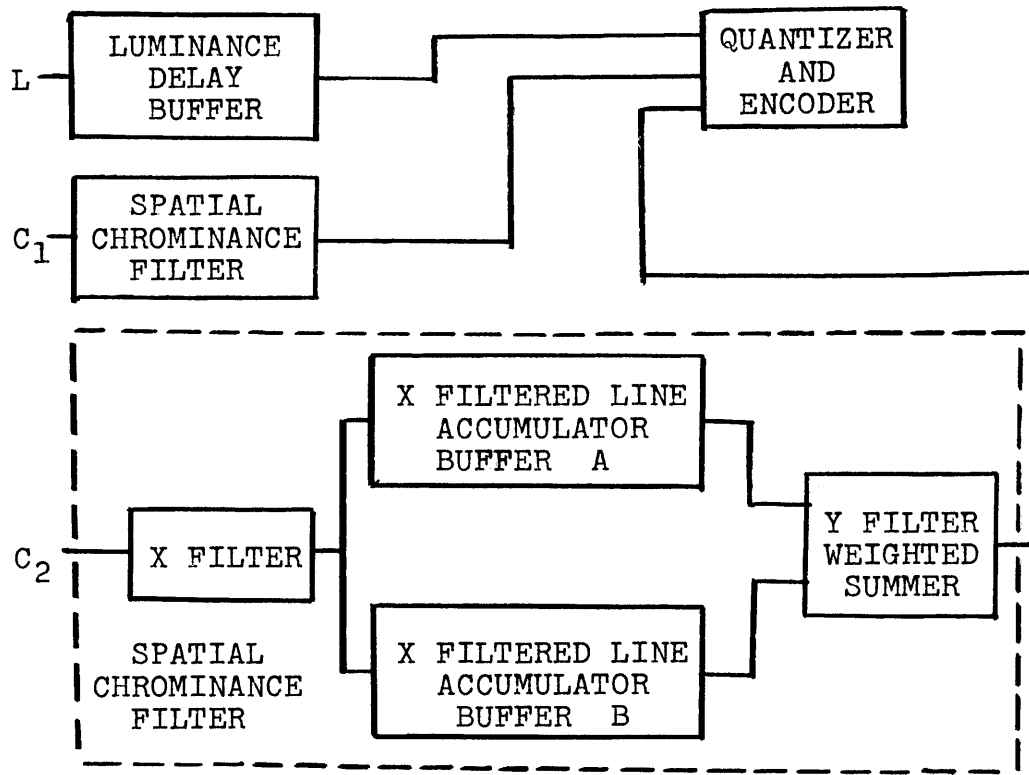 L
LUMINANCE
DELAY
BUFFER
QUANTIZER
AND
ENCODER
C1
SPATIAL
CHROMINANCE
FILTER
X FILTERED LINE
ACCUMULATOR
BUFFER A
C2
X FILTER
Y FILTER
WEIGHTED
SUMMER
X FILTERED LINE
ACCUMULATOR
BUFFER B
SPATIAL
CHROMINANCE
FILTER